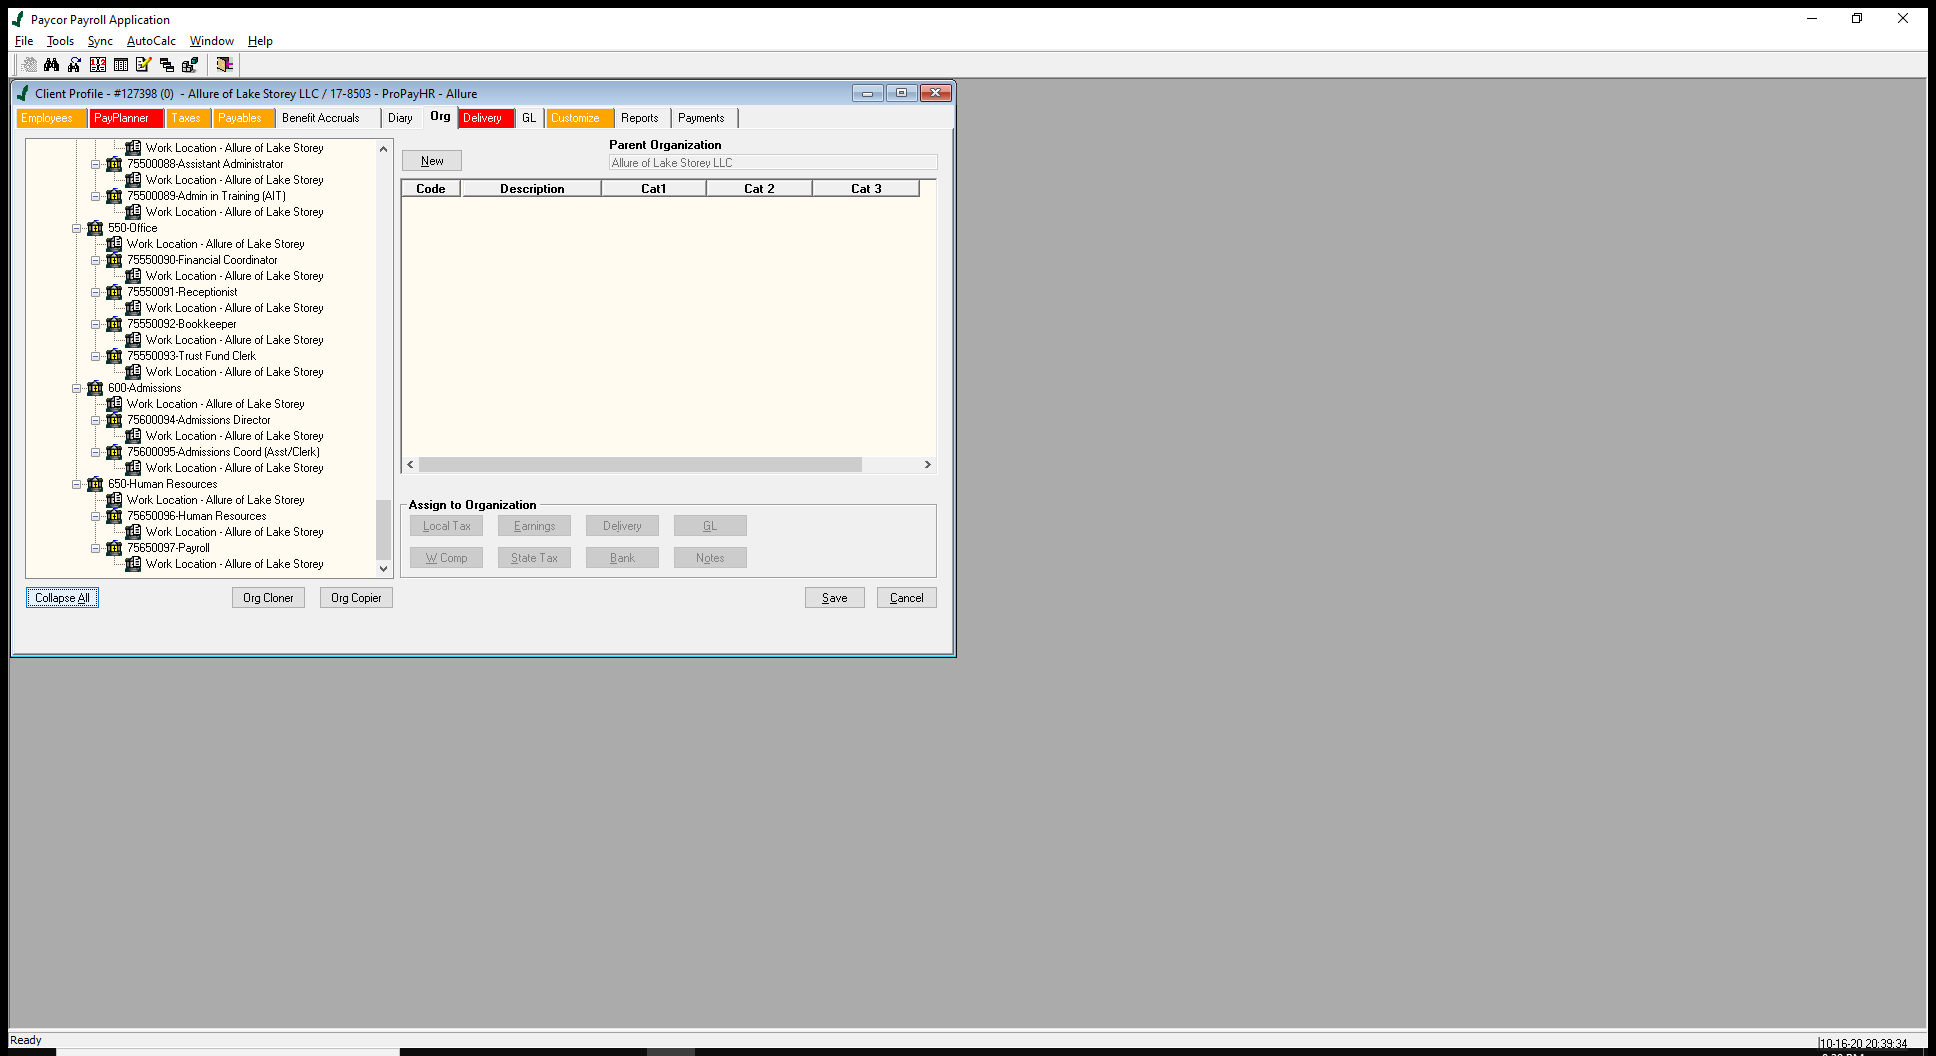 Paycor Payroll Application
File Tools Sync AutoCalc Window Help
Client Profile - #127398 (0) - Allure of Lake Storey LLC / 17-8503 - ProPayHR - Allure
Employees PayPlanner Taxes Payables Benefit Accruals Diary Org Delivery GL Customize Reports Payments
Work Location - Allure of Lake Storey
75500088-Assistant Administrator
Work Location - Allure of Lake Storey
75500089-Admin in Training (AIT)
Work Location - Allure of Lake Storey
550-Office
Work Location - Allure of Lake Storey
75550090-Financial Coordinator
Work Location - Allure of Lake Storey
75550091-Receptionist
Work Location - Allure of Lake Storey
75550092-Bookkeeper
Work Location - Allure of Lake Storey
75550093-Trust Fund Clerk
Work Location - Allure of Lake Storey
600-Admissions
Work Location - Allure of Lake Storey
75600094-Admissions Director
Work Location - Allure of Lake Storey
75600095-Admissions Coord (Asst/Clerk)
Work Location - Allure of Lake Storey
650-Human Resources
Work Location - Allure of Lake Storey
75650096-Human Resources
Work Location - Allure of Lake Storey
75650097-Payroll
Work Location - Allure of Lake Storey
Collapse All Org Cloner Org Copier
New
Parent Organization
Allure of Lake Storey LLC
Code Description Cat1 Cat 2 Cat 3
Assign to Organization
Local Tax Earnings Delivery GL
W Comp State Tax Bank Notes
Save Cancel
Ready
10-16-20 20:39:34